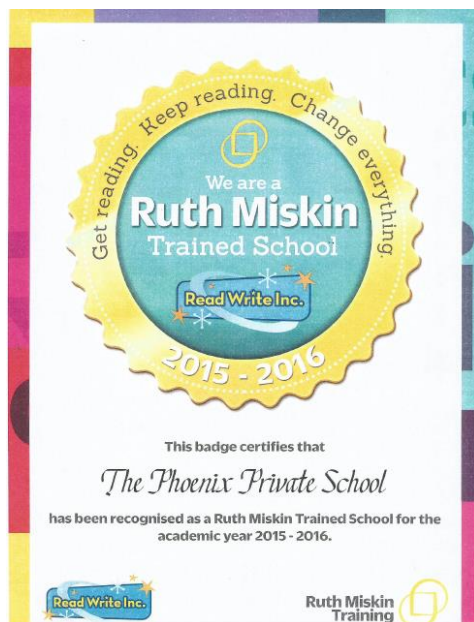 Get reading. Keep reading. Change everything.
We are a
Ruth Miskin
Trained School
Read Write Inc.
2015 - 2016
This badge certifies that
The Phoenix Private School
has been recognised as a Ruth Miskin Trained School for the
academic year 2015 - 2016.
Read Write Inc.
Ruth Miskin
Training